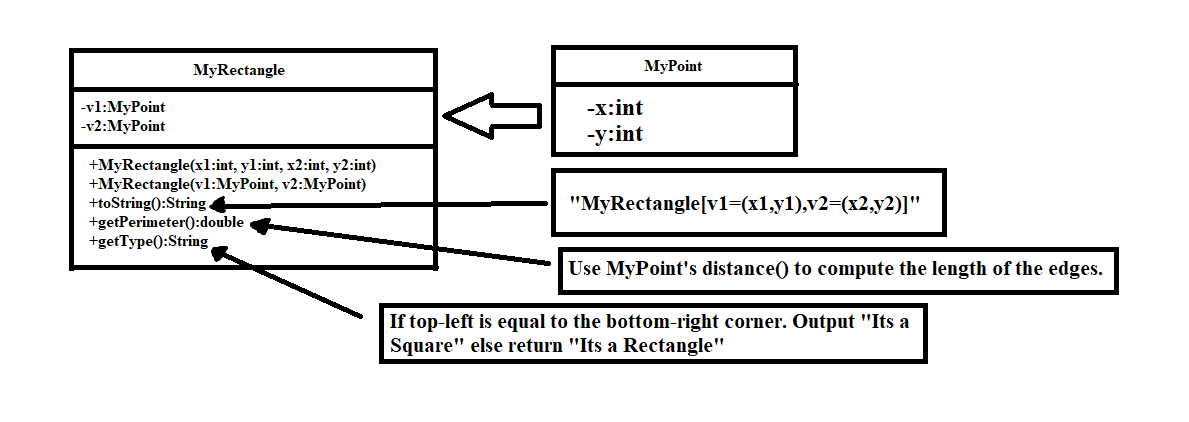 MyRectangle
-v1:MyPoint
-v2:MyPoint
+MyRectangle(x1:int, y1:int, x2:int, y2:int)
+MyRectangle(v1:MyPoint, v2:MyPoint)
+toString():String
+getPerimeter():double
+getType():String
MyPoint
-x:int
-y:int
"MyRectangle[v1=(x1,y1),v2=(x2,y2)]"
Use MyPoint's distance() to compute the length of the edges.
If top-left is equal to the bottom-right corner. Output "Its a
Square" else return "Its a Rectangle"